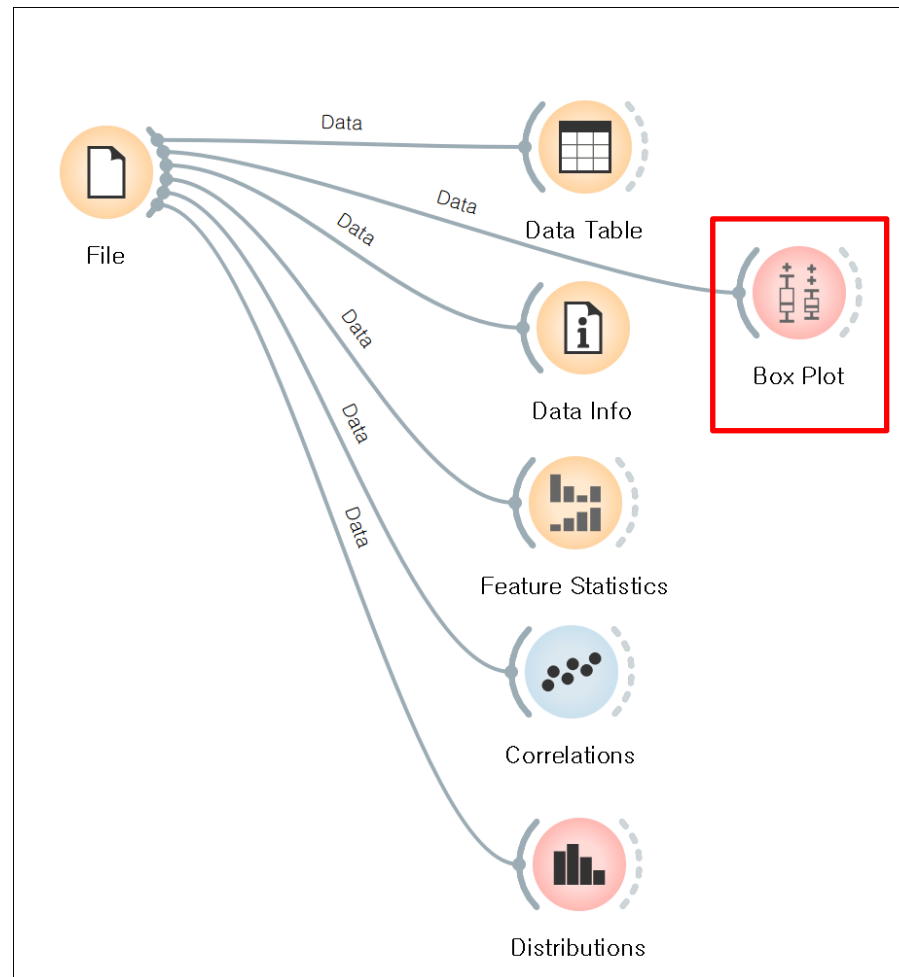 Data
Data
Data Table
File
Data
Box Plot
Data Info
Data
Data
Feature Statistics
Data
Correlations
Distributions